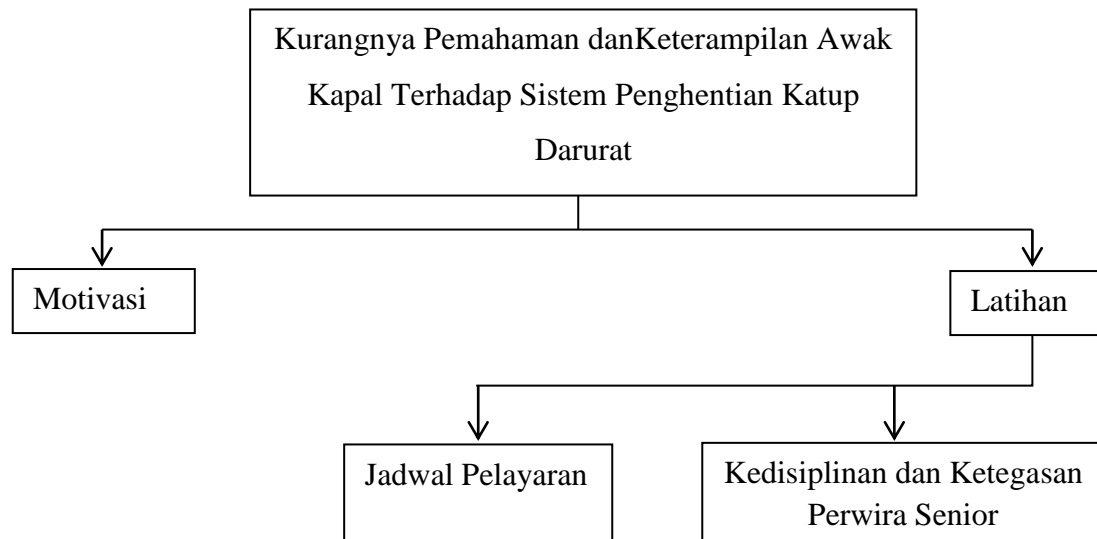 Kurangnya Pemahaman danKeterampilan Awak
Kapal Terhadap Sistem Penghentian Katup
Darurat
Motivasi
Latihan
Jadwal Pelayaran
Kedisiplinan dan Ketegasan
Perwira Senior